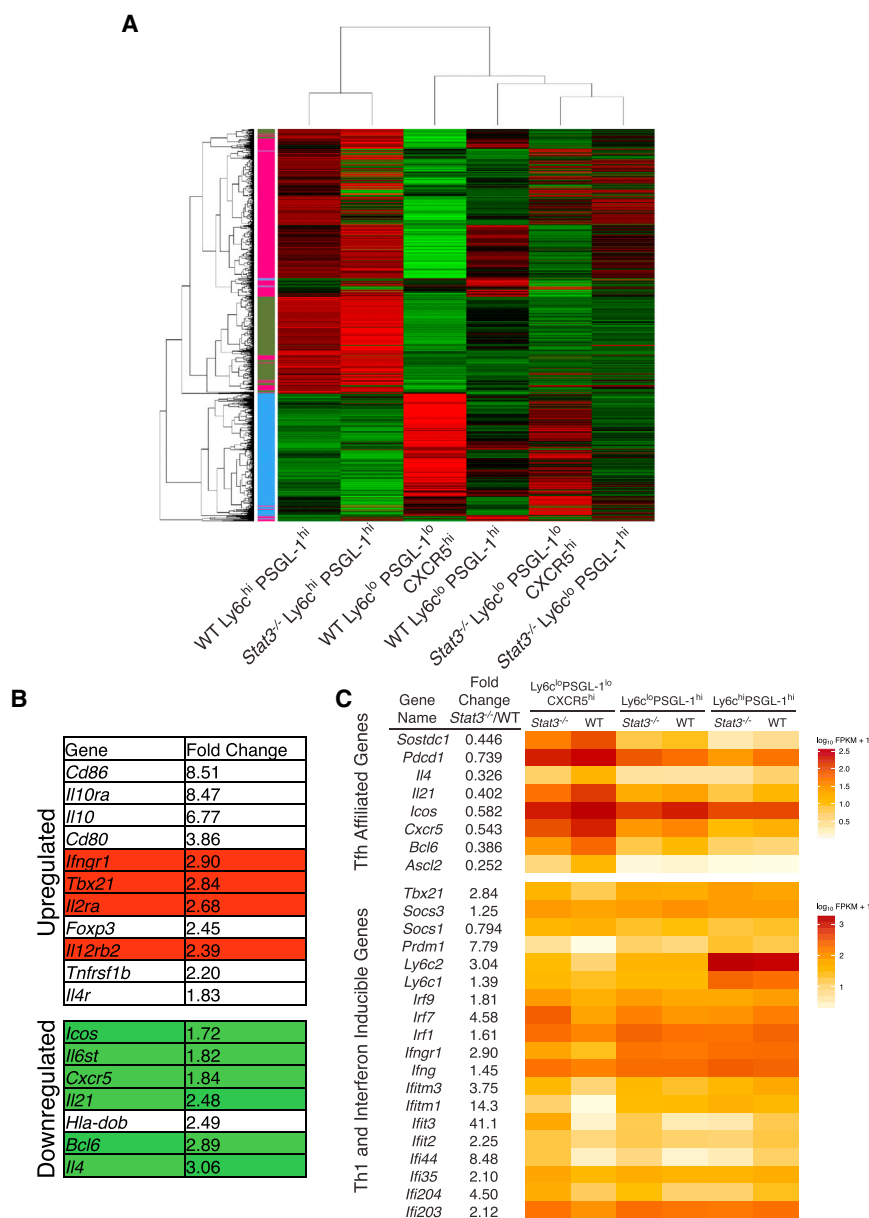 A
WT Ly6c^hi PSGL-1^hi
Stat3-/- Ly6c^hi PSGL-1^hi
WT Ly6c^lo PSGL-1^lo
CXCR5^hi
WT Ly6c^lo PSGL-1^hi
Stat3-/- Ly6c^lo PSGL-1^lo
CXCR5^hi
Stat3-/- Ly6c^lo PSGL-1^hi
B
Upregulated
Gene Fold Change
Cd86 8.51
Il10ra 8.47
Il10 6.77
Cd80 3.86
Ifngr1 2.90
Tbx21 2.84
Il2ra 2.68
Foxp3 2.45
Il12rb2 2.39
Tnfrsf1b 2.20
Il4r 1.83
Downregulated
Icos 1.72
Il6st 1.82
Cxcr5 1.84
Il21 2.48
Hla-dob 2.49
Bcl6 2.89
Il4 3.06
C
Gene Name
Fold Change Stat3-/-/WT
Ly6c^lo PSGL-1^lo CXCR5^hi
Ly6c^lo PSGL-1^hi
Ly6c^hi PSGL-1^hi
Stat3-/- WT Stat3-/- WT Stat3-/- WT
Tfh Affiliated Genes
Sostdc1 0.446
Pdcd1 0.739
Il4 0.326
Il21 0.402
Icos 0.582
Cxcr5 0.543
Bcl6 0.386
Ascl2 0.252
log10 FPKM + 1
2.5
2.0
1.5
1.0
0.5
Th1 and Interferon Inducible Genes
Tbx21 2.84
Socs3 1.25
Socs1 0.794
Prdm1 7.79
Ly6c2 3.04
Ly6c1 1.39
Irf9 1.81
Irf7 4.58
Irf1 1.61
Ifngr1 2.90
Ifng 1.45
Ifitm3 3.75
Ifitm1 14.3
Ifit3 41.1
Ifit2 2.25
Ifi44 8.48
Ifi35 2.10
Ifi204 4.50
Ifi203 2.12
log10 FPKM + 1
3
2
1